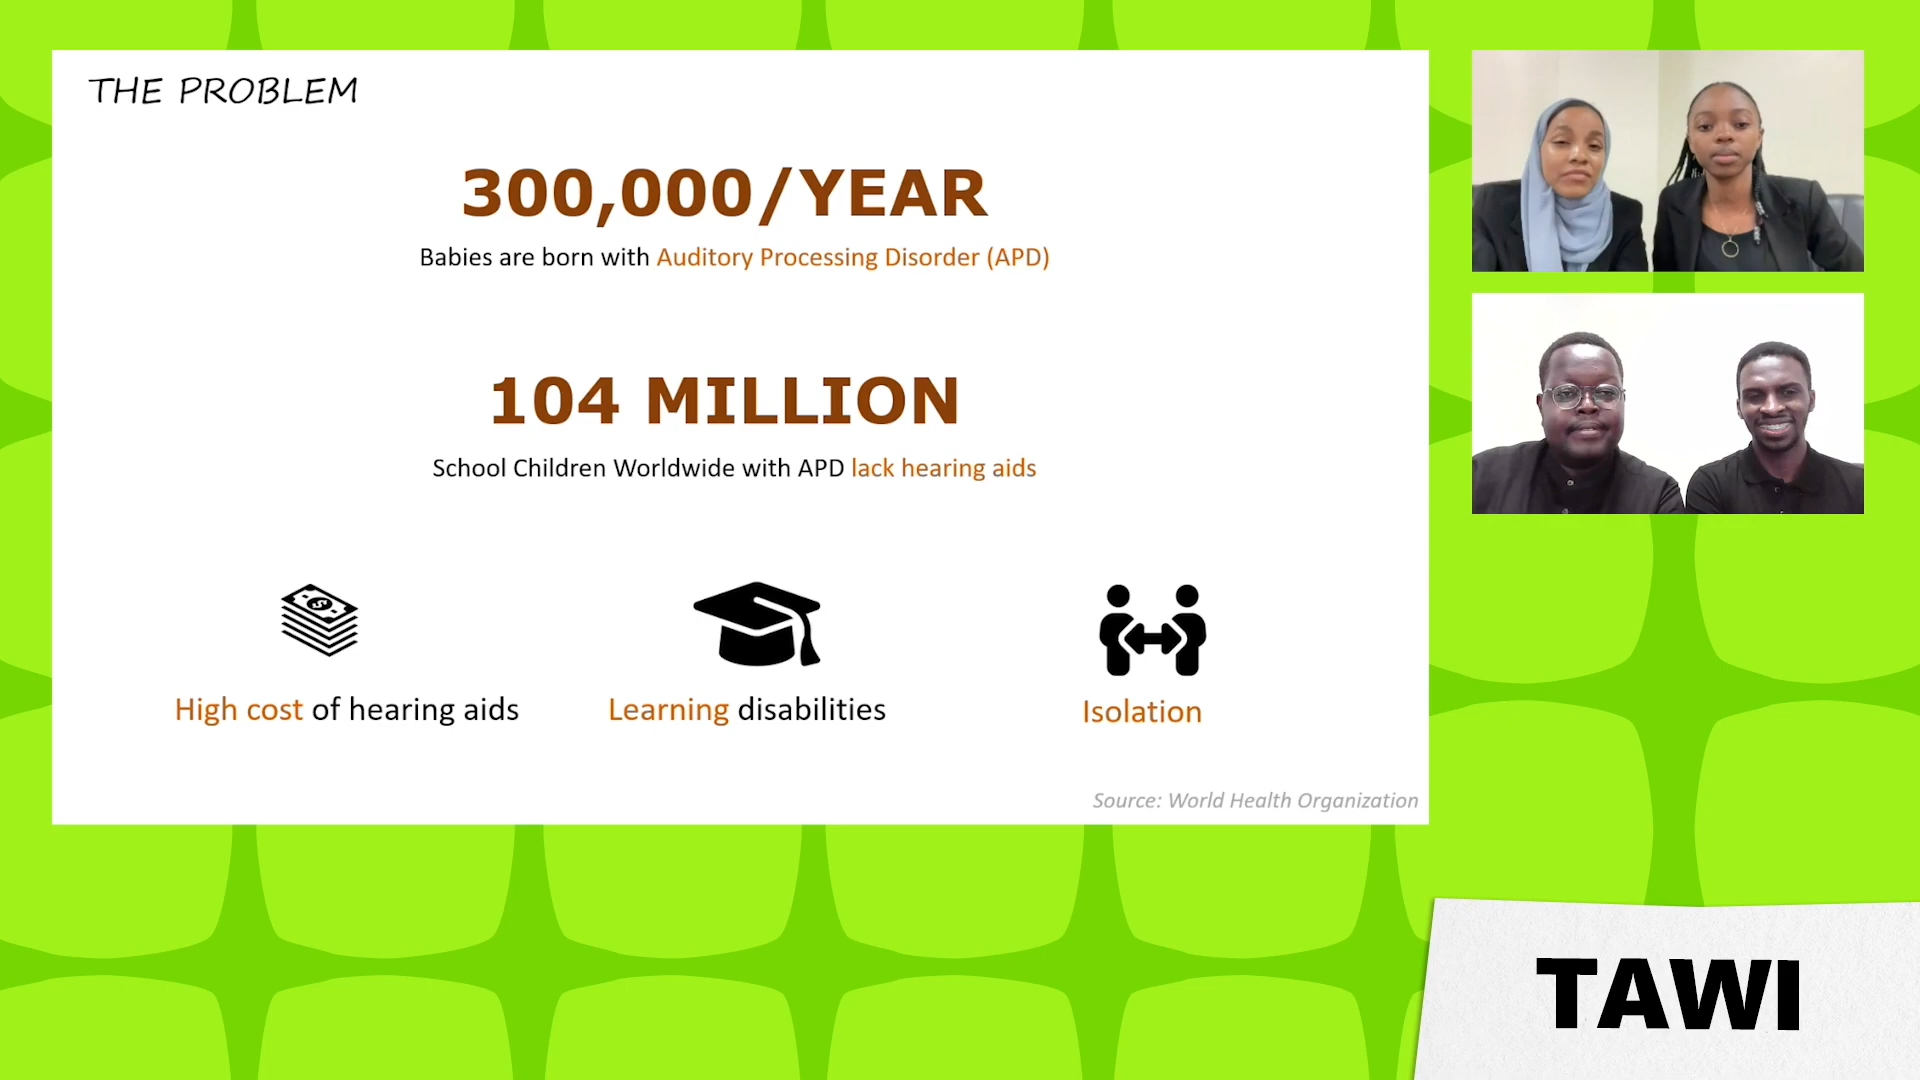 THE PROBLEM
300,000/YEAR
Babies are born with Auditory Processing Disorder (APD)
104 MILLION
School Children Worldwide with APD lack hearing aids
High cost of hearing aids
Learning disabilities
Isolation
Source: World Health Organization
TAWI